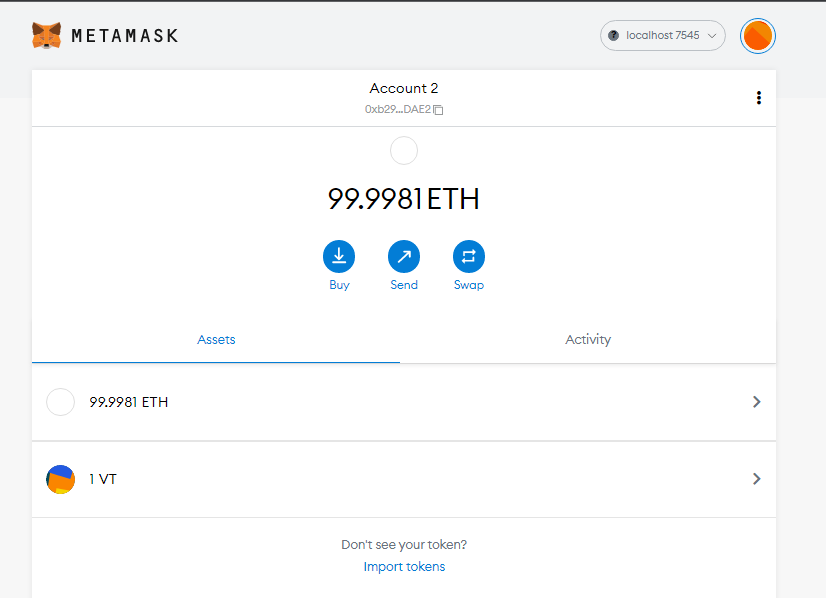 METAMASK
? localhost 7545
Account 2
0xb29...DAE2
99.9981 ETH
Buy Send Swap
Assets Activity
99.9981 ETH
1 VT
Don't see your token?
Import tokens